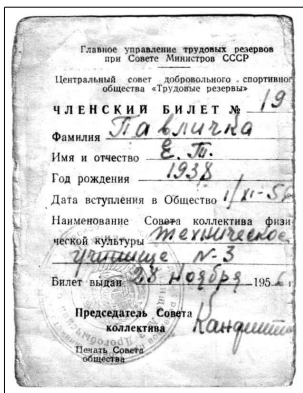 Главное управление трудовых резервов
при Совете Министров СССР
Центральный совет добровольного спортивного
общества «Трудовые резервы»
ЧЛЕНСКИЙ БИЛЕТ № 19
Фамилия Павличка
Имя и отчество Е. Т.
Год рождения 1938
Дата вступления в Общество 1/XI-56
Наименование Совета коллектива физи-
ческой культуры техническое
училище N-3
Билет выдан 28 ноября 195
Председатель Совета
коллектива
Печать Совета
общества